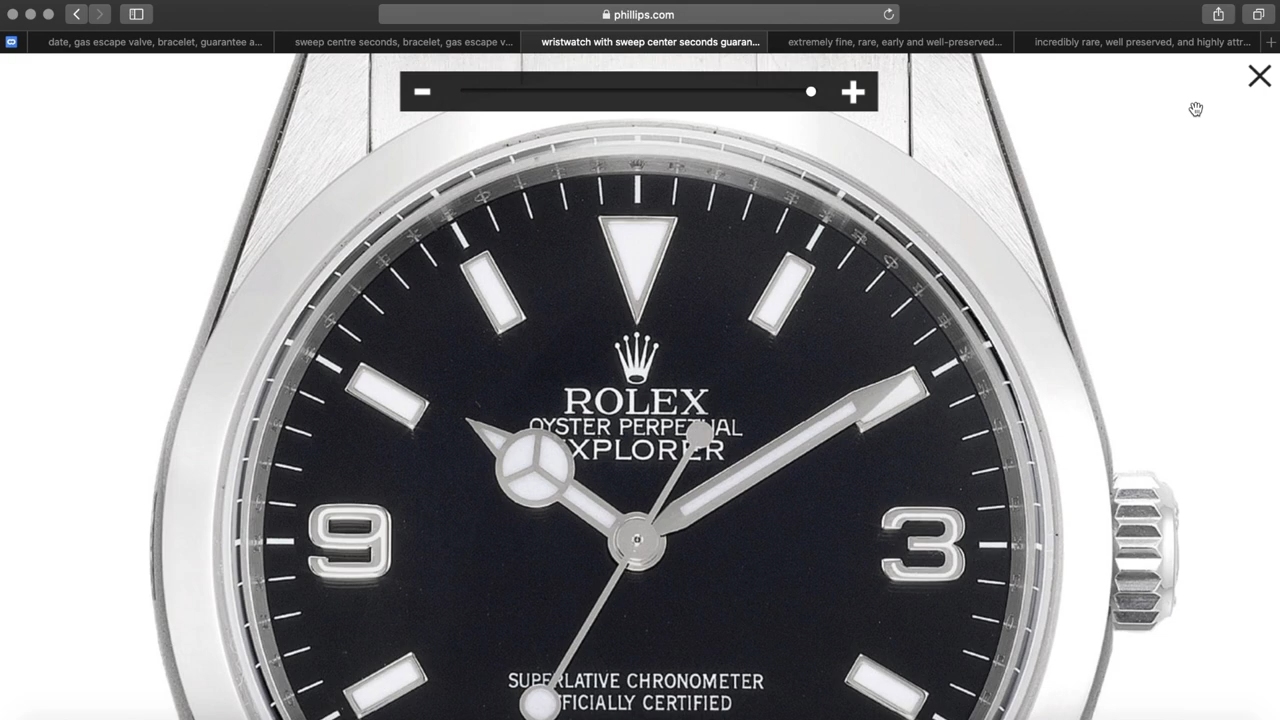 phillips.com
date, gas escape valve, bracelet, guarantee a...
sweep centre seconds, bracelet, gas escape v...
wristwatch with sweep center seconds guaran...
extremely fine, rare, early and well-preserved...
incredibly rare, well preserved, and highly attr...
ROLEX
OYSTER PERPETUAL
EXPLORER
9
3
SUPERLATIVE CHRONOMETER
OFFICIALLY CERTIFIED